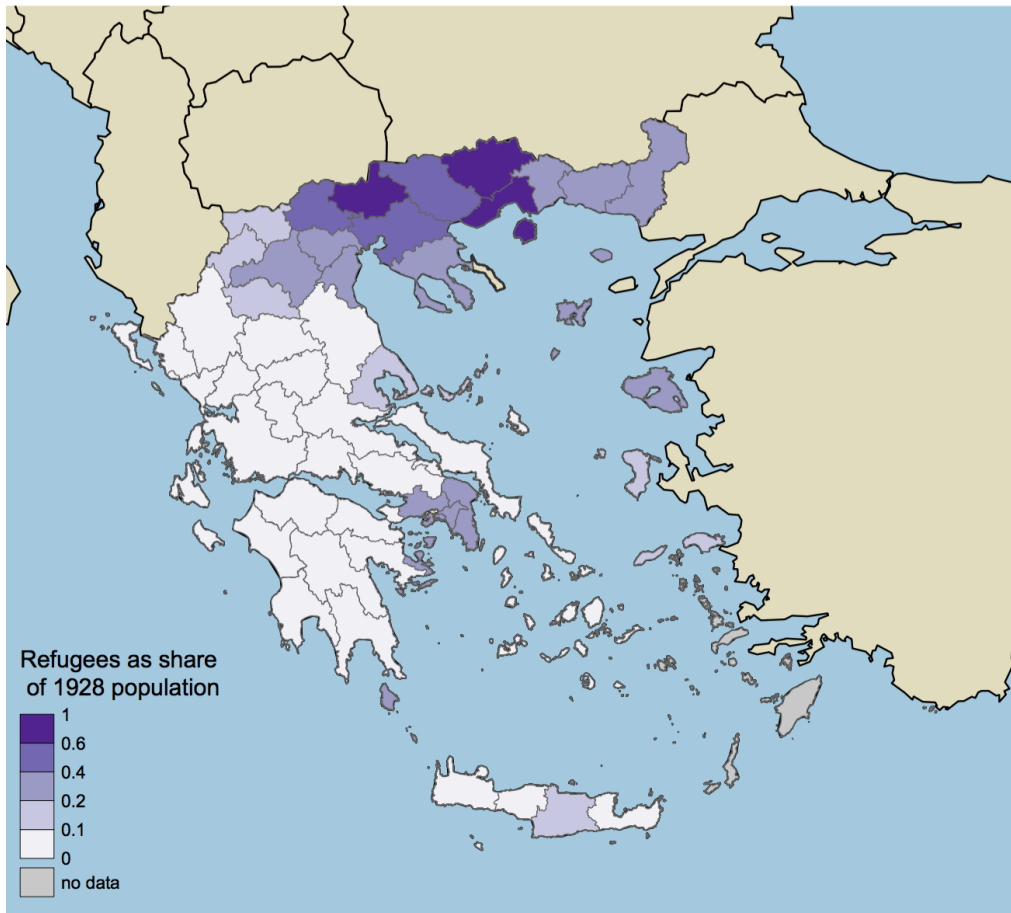 Refugees as share
of 1928 population
1
0.6
0.4
0.2
0.1
0
no data